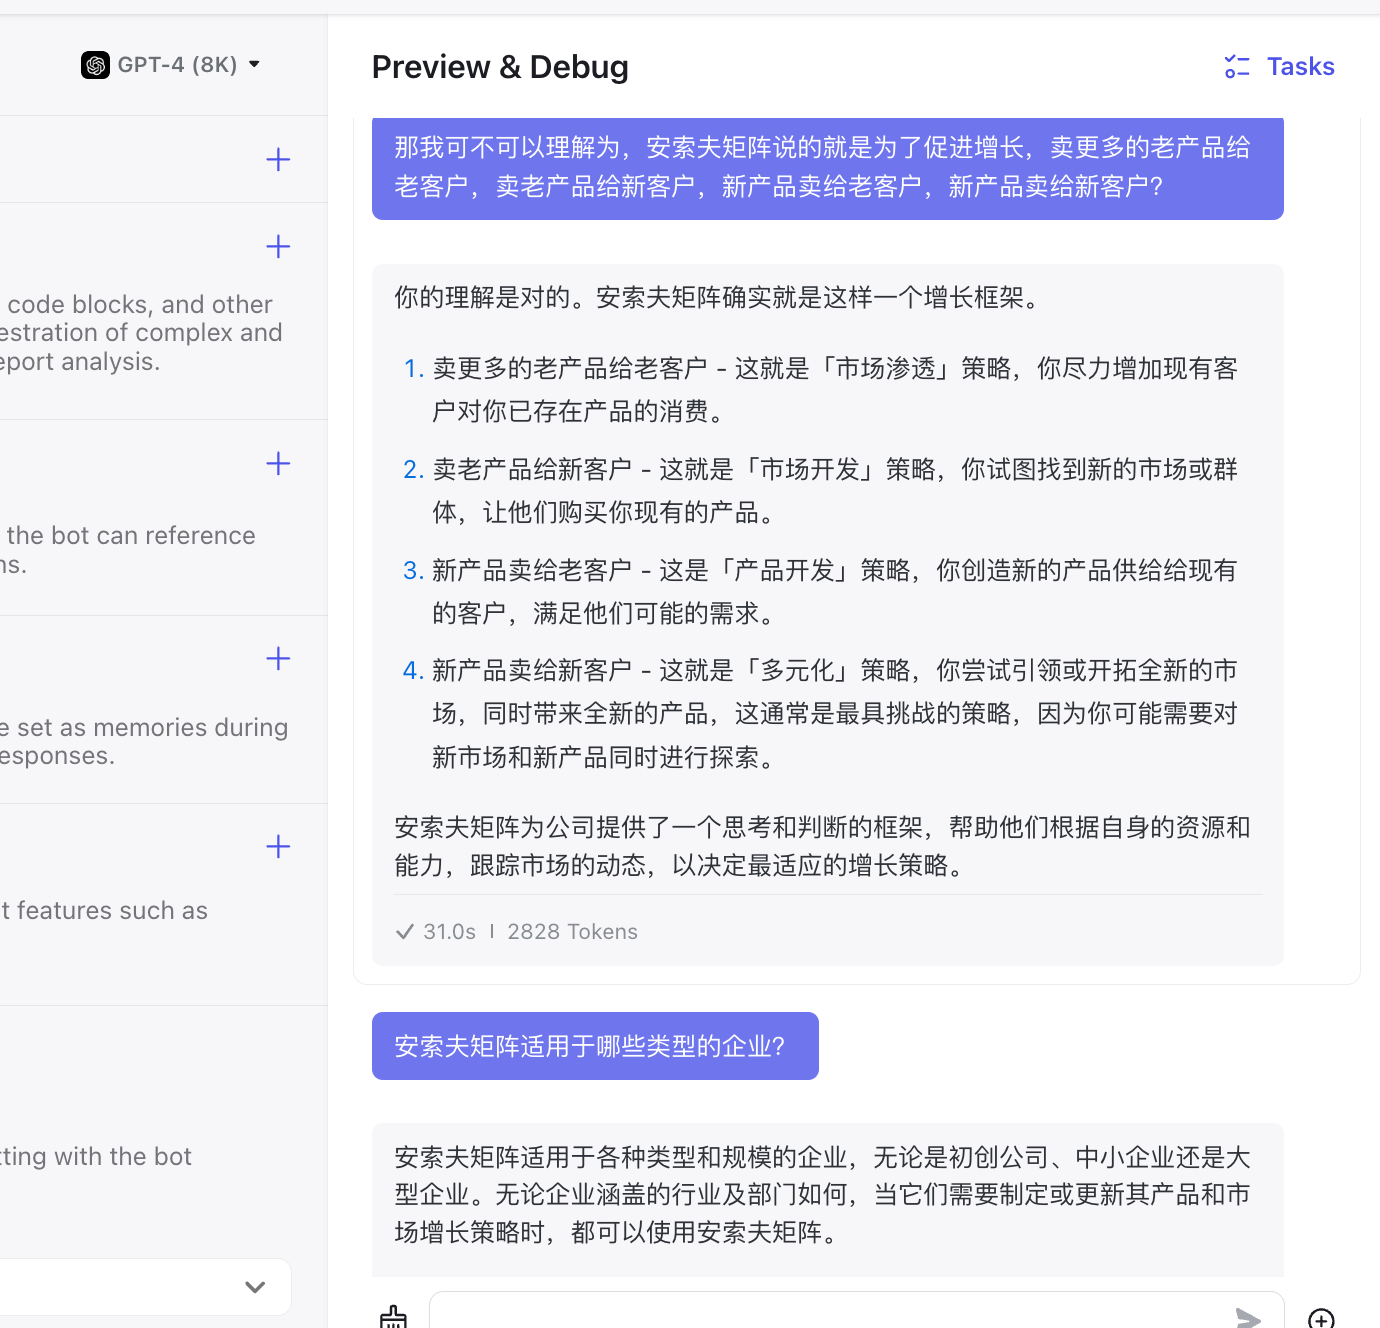 GPT-4 (8K)
code blocks, and other
estration of complex and
eport analysis.
the bot can reference
ns.
e set as memories during
esponses.
t features such as
tting with the bot
Preview & Debug
Tasks
那我可不可以理解为，安索夫矩阵说的就是为了促进增长，卖更多的老产品给
老客户，卖老产品给新客户，新产品卖给老客户，新产品卖给新客户？
你的理解是对的。安索夫矩阵确实就是这样一个增长框架。
1. 卖更多的老产品给老客户 - 这就是「市场渗透」策略，你尽力增加现有客
户对你已存在产品的消费。
2. 卖老产品给新客户 - 这就是「市场开发」策略，你试图找到新的市场或群
体，让他们购买你现有的产品。
3. 新产品卖给老客户 - 这是「产品开发」策略，你创造新的产品供给给现有
的客户，满足他们可能的需求。
4. 新产品卖给新客户 - 这就是「多元化」策略，你尝试引领或开拓全新的市
场，同时带来全新的产品，这通常是最具挑战的策略，因为你可能需要对
新市场和新产品同时进行探索。
安索夫矩阵为公司提供了一个思考和判断的框架，帮助他们根据自身的资源和
能力，跟踪市场的动态，以决定最适应的增长策略。
31.0s | 2828 Tokens
安索夫矩阵适用于哪些类型的企业？
安索夫矩阵适用于各种类型和规模的企业，无论是初创公司、中小企业还是大
型企业。无论企业涵盖的行业及部门如何，当它们需要制定或更新其产品和市
场增长策略时，都可以使用安索夫矩阵。